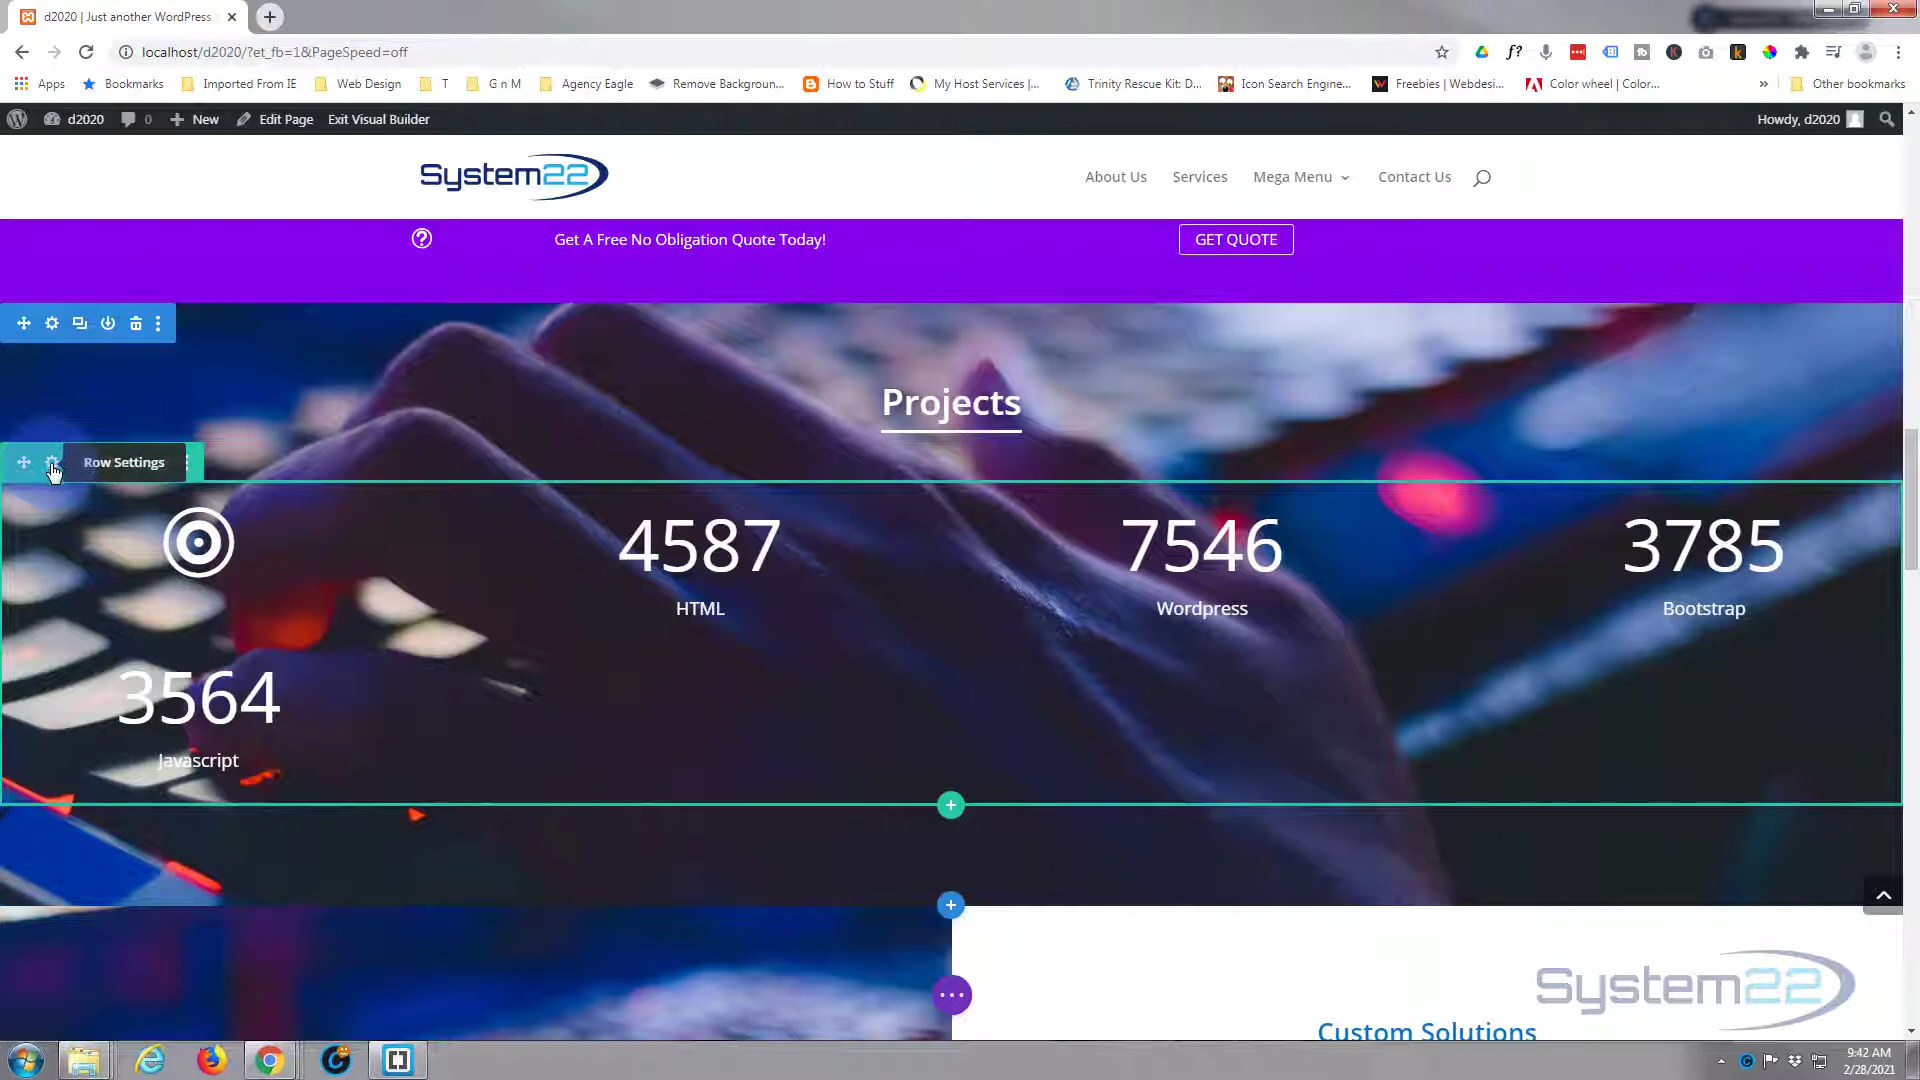 d2020 | Just another WordPress
localhost/d2020/?et_fb=1&PageSpeed=off
Apps Bookmarks Imported From IE Web Design T G n M Agency Eagle Remove Backgroun... How to Stuff My Host Services |... Trinity Rescue Kit: D... Icon Search Engine... Freebies | Webdesi... Color wheel | Color... » Other bookmarks
d2020 0 New Edit Page Exit Visual Builder Howdy, d2020
System22 About Us Services Mega Menu Contact Us
Get A Free No Obligation Quote Today! GET QUOTE
Projects
Row Settings
4587 7546 3785
HTML Wordpress Bootstrap
3564
Javascript
System22
Custom Solutions
9:42 AM
2/28/2021